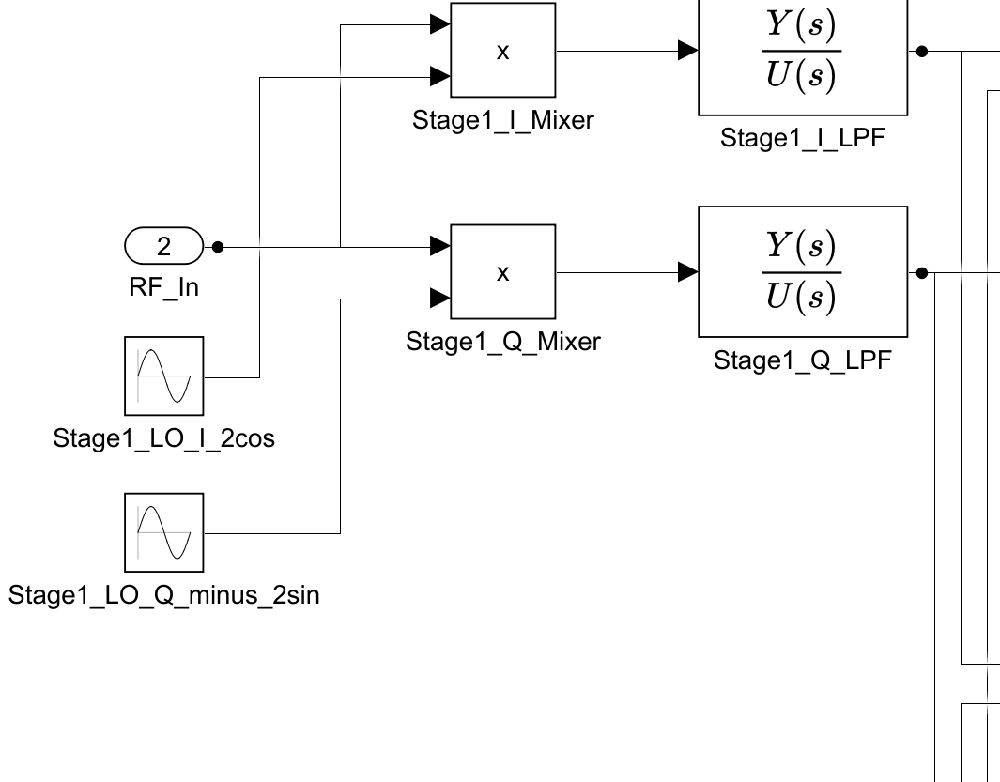 x
Y(s)
U(s)
Stage1_I_Mixer
Stage1_I_LPF
2
RF_In
x
Y(s)
U(s)
Stage1_Q_Mixer
Stage1_Q_LPF
Stage1_LO_I_2cos
Stage1_LO_Q_minus_2sin